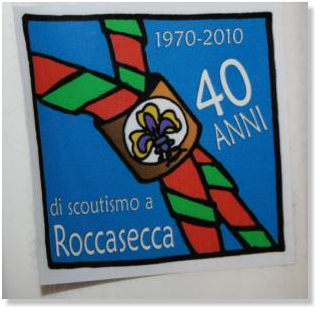 1970-2010
40
ANNI
di scoutismo a
Roccasecca